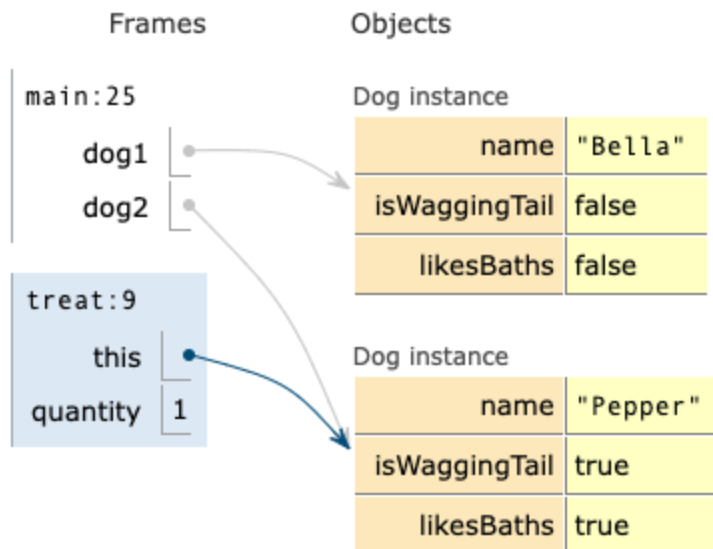 Frames
Objects
main:25
dog1
dog2
treat:9
this
quantity 1
Dog instance
name "Bella"
isWaggingTail false
likesBaths false
Dog instance
name "Pepper"
isWaggingTail true
likesBaths true